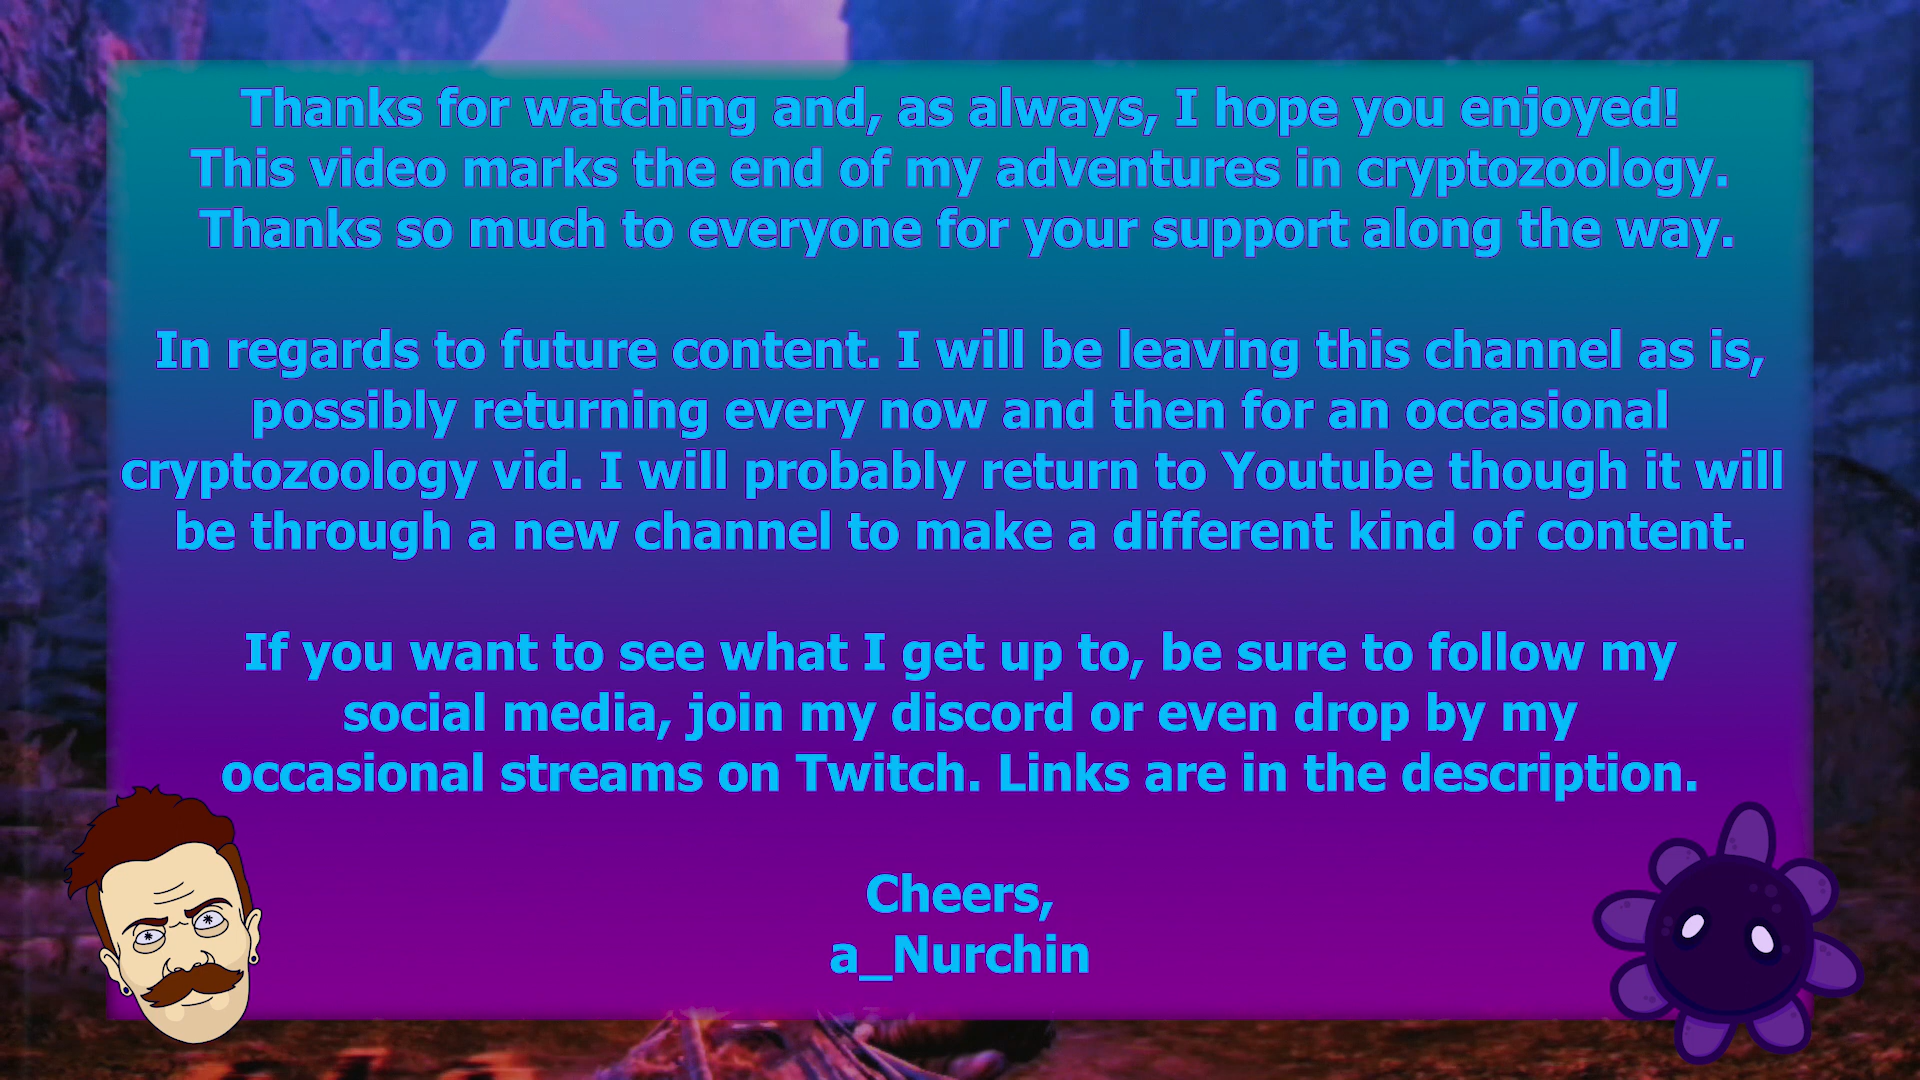 Thanks for watching and, as always, I hope you enjoyed!
This video marks the end of my adventures in cryptozoology.
Thanks so much to everyone for your support along the way.
In regards to future content. I will be leaving this channel as is,
possibly returning every now and then for an occasional
cryptozoology vid. I will probably return to Youtube though it will
be through a new channel to make a different kind of content.
If you want to see what I get up to, be sure to follow my
social media, join my discord or even drop by my
occasional streams on Twitch. Links are in the description.
Cheers,
a_Nurchin